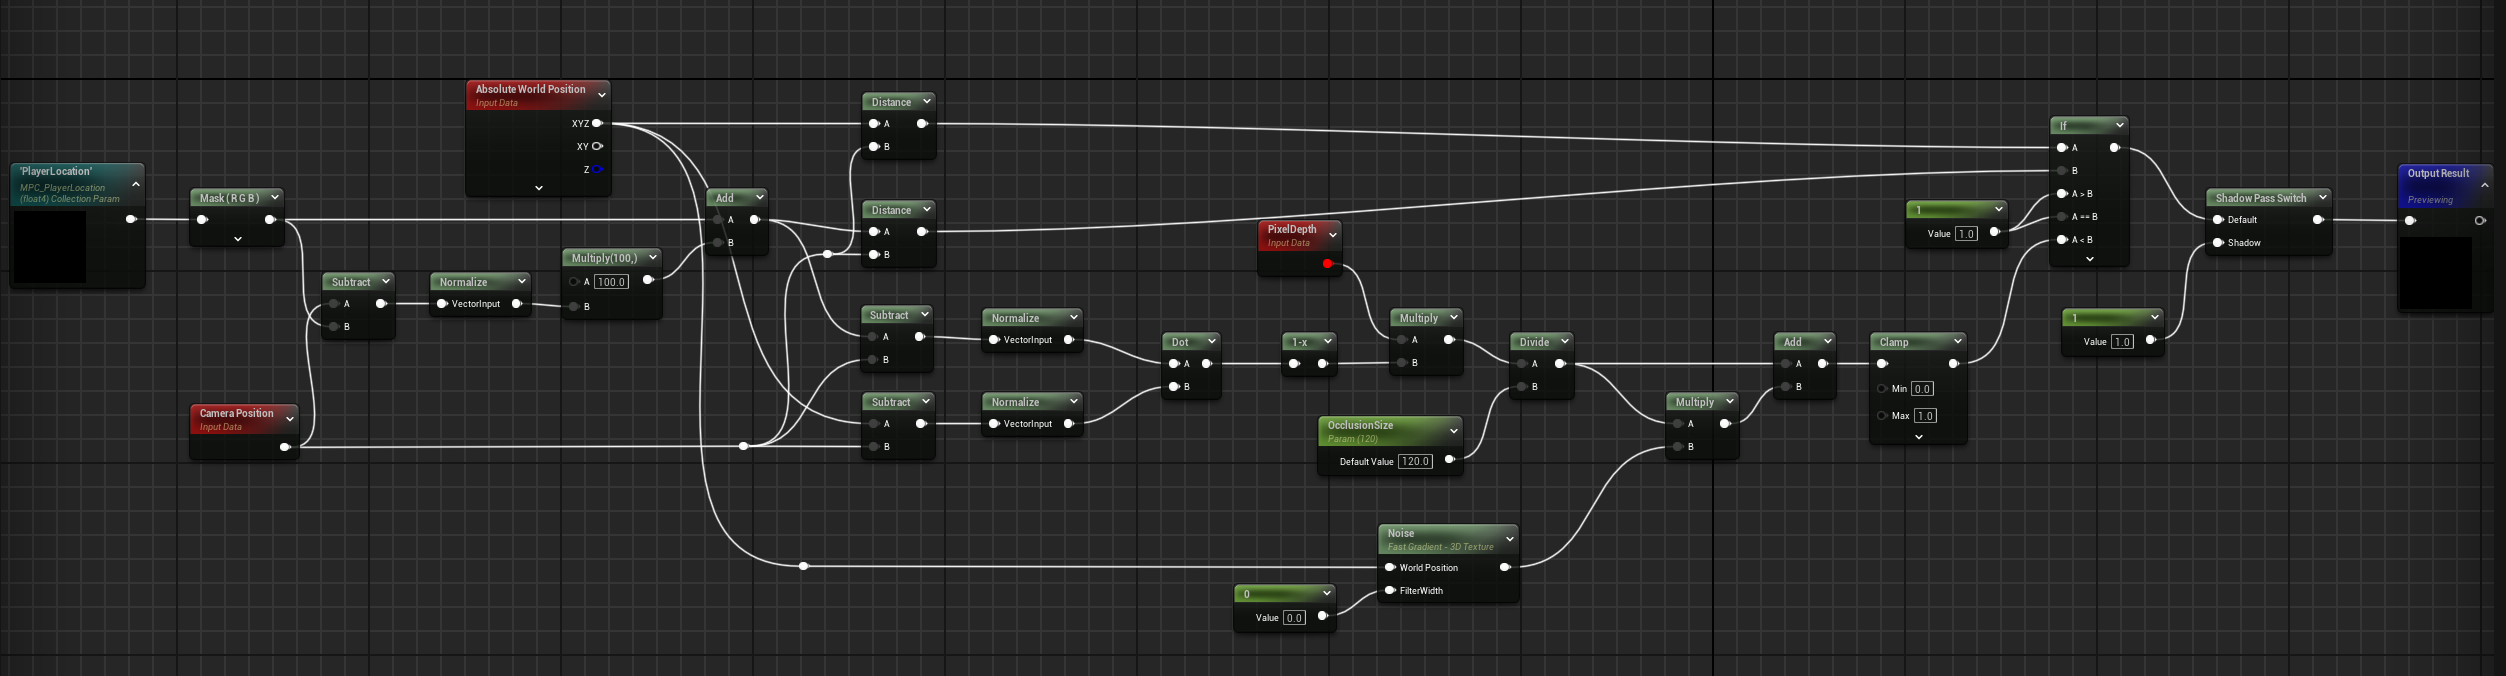 'PlayerLocation'
MPC_PlayerLocation
(float4) Collection Param
Mask ( R G B )
Subtract
A
B
Camera Position
Input Data
Normalize
VectorInput
Absolute World Position
Input Data
XYZ
XY
Z
Multiply(100,)
A 100.0
B
Add
A
B
Distance
A
B
Distance
A
B
Subtract
A
B
Subtract
A
B
Normalize
VectorInput
Normalize
VectorInput
Dot
A
B
PixelDepth
Input Data
1-x
Multiply
A
B
OcclusionSize
Param (120)
Default Value 120.0
Divide
A
B
0
Value 0.0
Noise
Fast Gradient - 3D Texture
World Position
FilterWidth
Multiply
A
B
Add
A
B
Clamp
Min 0.0
Max 1.0
1
Value 1.0
If
A
B
A > B
A == B
A < B
1
Value 1.0
Shadow Pass Switch
Default
Shadow
Output Result
Previewing